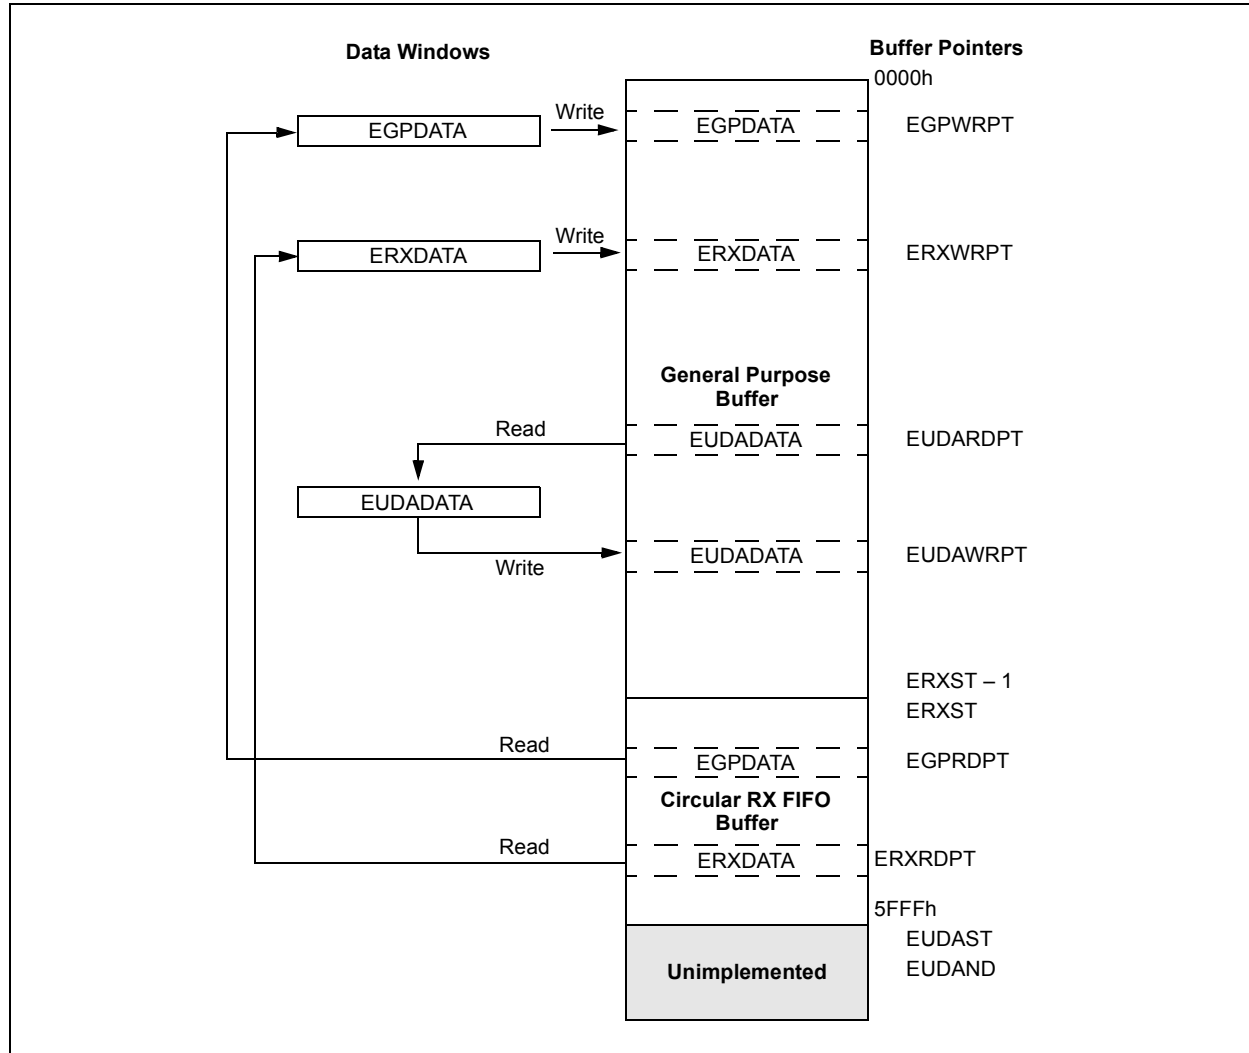 Data Windows
Buffer Pointers
0000h
Write
EGPDATA
EGPDATA
EGPWRPT
Write
ERXDATA
ERXDATA
ERXWRPT
General Purpose
Buffer
Read
EUDADATA
EUDARDPT
EUDADATA
Write
EUDADATA
EUDAWRPT
ERXST – 1
ERXST
Read
EGPDATA
EGPRDPT
Circular RX FIFO
Buffer
Read
ERXDATA
ERXRDPT
5FFFh
EUDAST
Unimplemented
EUDAND